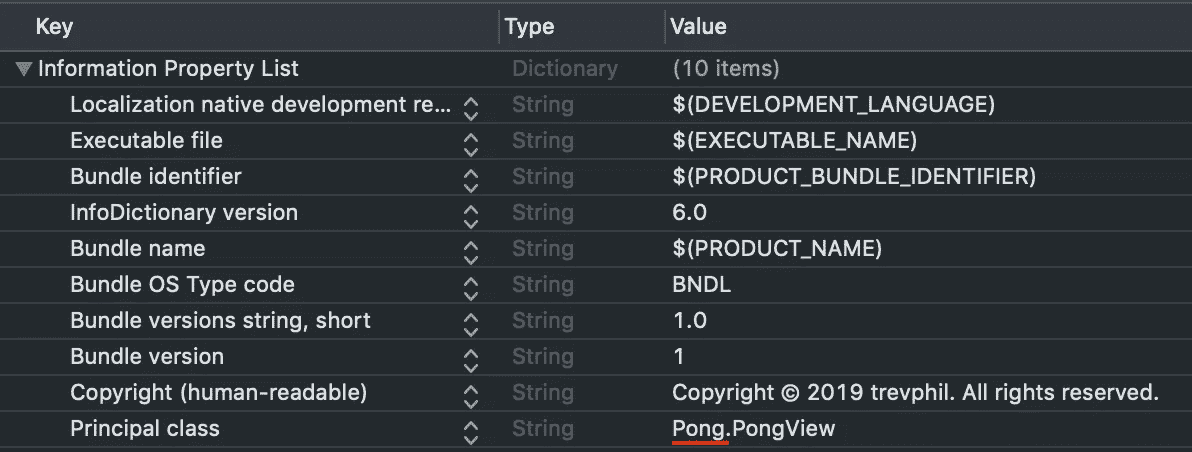 Key Type Value
Information Property List Dictionary (10 items)
Localization native development re... String $(DEVELOPMENT_LANGUAGE)
Executable file String $(EXECUTABLE_NAME)
Bundle identifier String $(PRODUCT_BUNDLE_IDENTIFIER)
InfoDictionary version String 6.0
Bundle name String $(PRODUCT_NAME)
Bundle OS Type code String BNDL
Bundle versions string, short String 1.0
Bundle version String 1
Copyright (human-readable) String Copyright © 2019 trevphil. All rights reserved.
Principal class String Pong.PongView